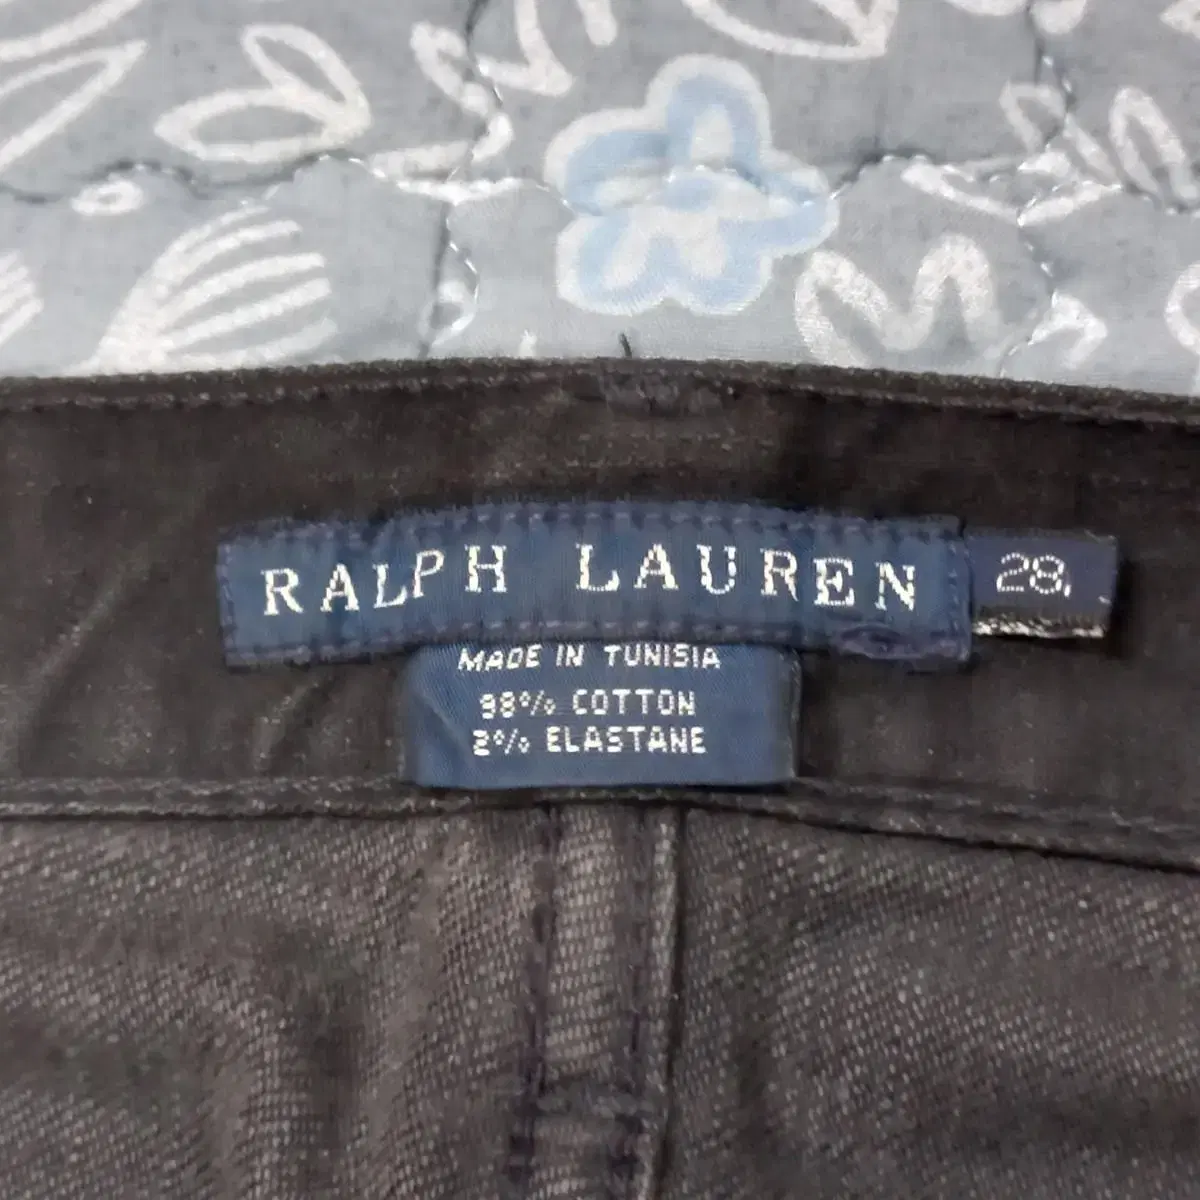 RALPH LAUREN
28
MADE IN TUNISIA
98% COTTON
2% ELASTANE